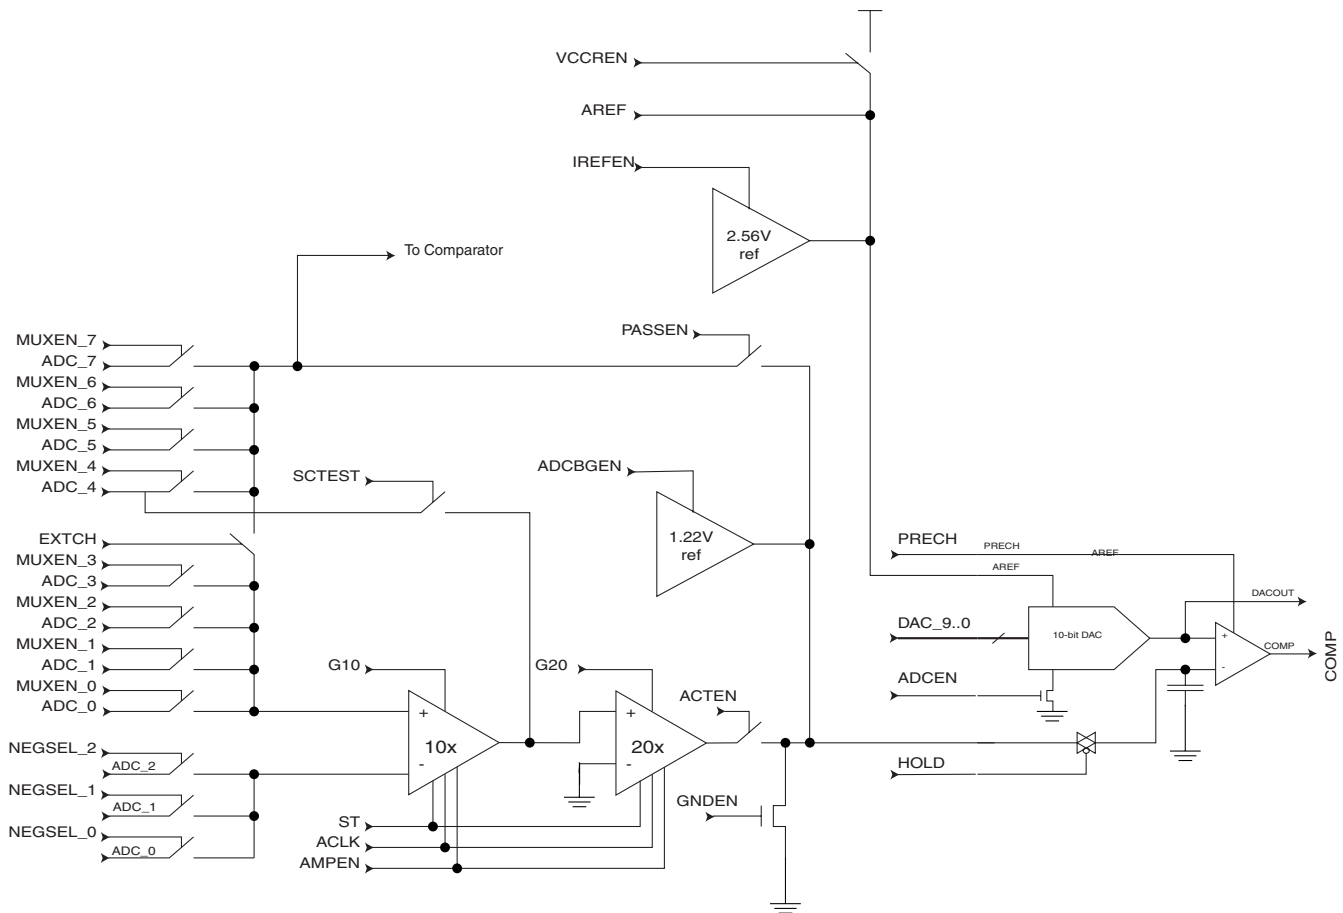 VCCREN
AREF
IREFEN
2.56V
ref
To Comparator
PASSEN
MUXEN_7
ADC_7
MUXEN_6
ADC_6
MUXEN_5
ADC_5
MUXEN_4
ADC_4
SCTEST
ADCBGEN
1.22V
ref
EXTCH
MUXEN_3
ADC_3
MUXEN_2
ADC_2
MUXEN_1
ADC_1
MUXEN_0
ADC_0
PRECH
PRECH
AREF
AREF
DACOUT
DAC_9..0
10-bit DAC
+
-
COMP
COMP
ADCEN
G10
+
10x
-
G20
+
20x
-
ACTEN
NEGSEL_2
ADC_2
NEGSEL_1
ADC_1
NEGSEL_0
ADC_0
HOLD
GNDEN
ST
ACLK
AMPEN